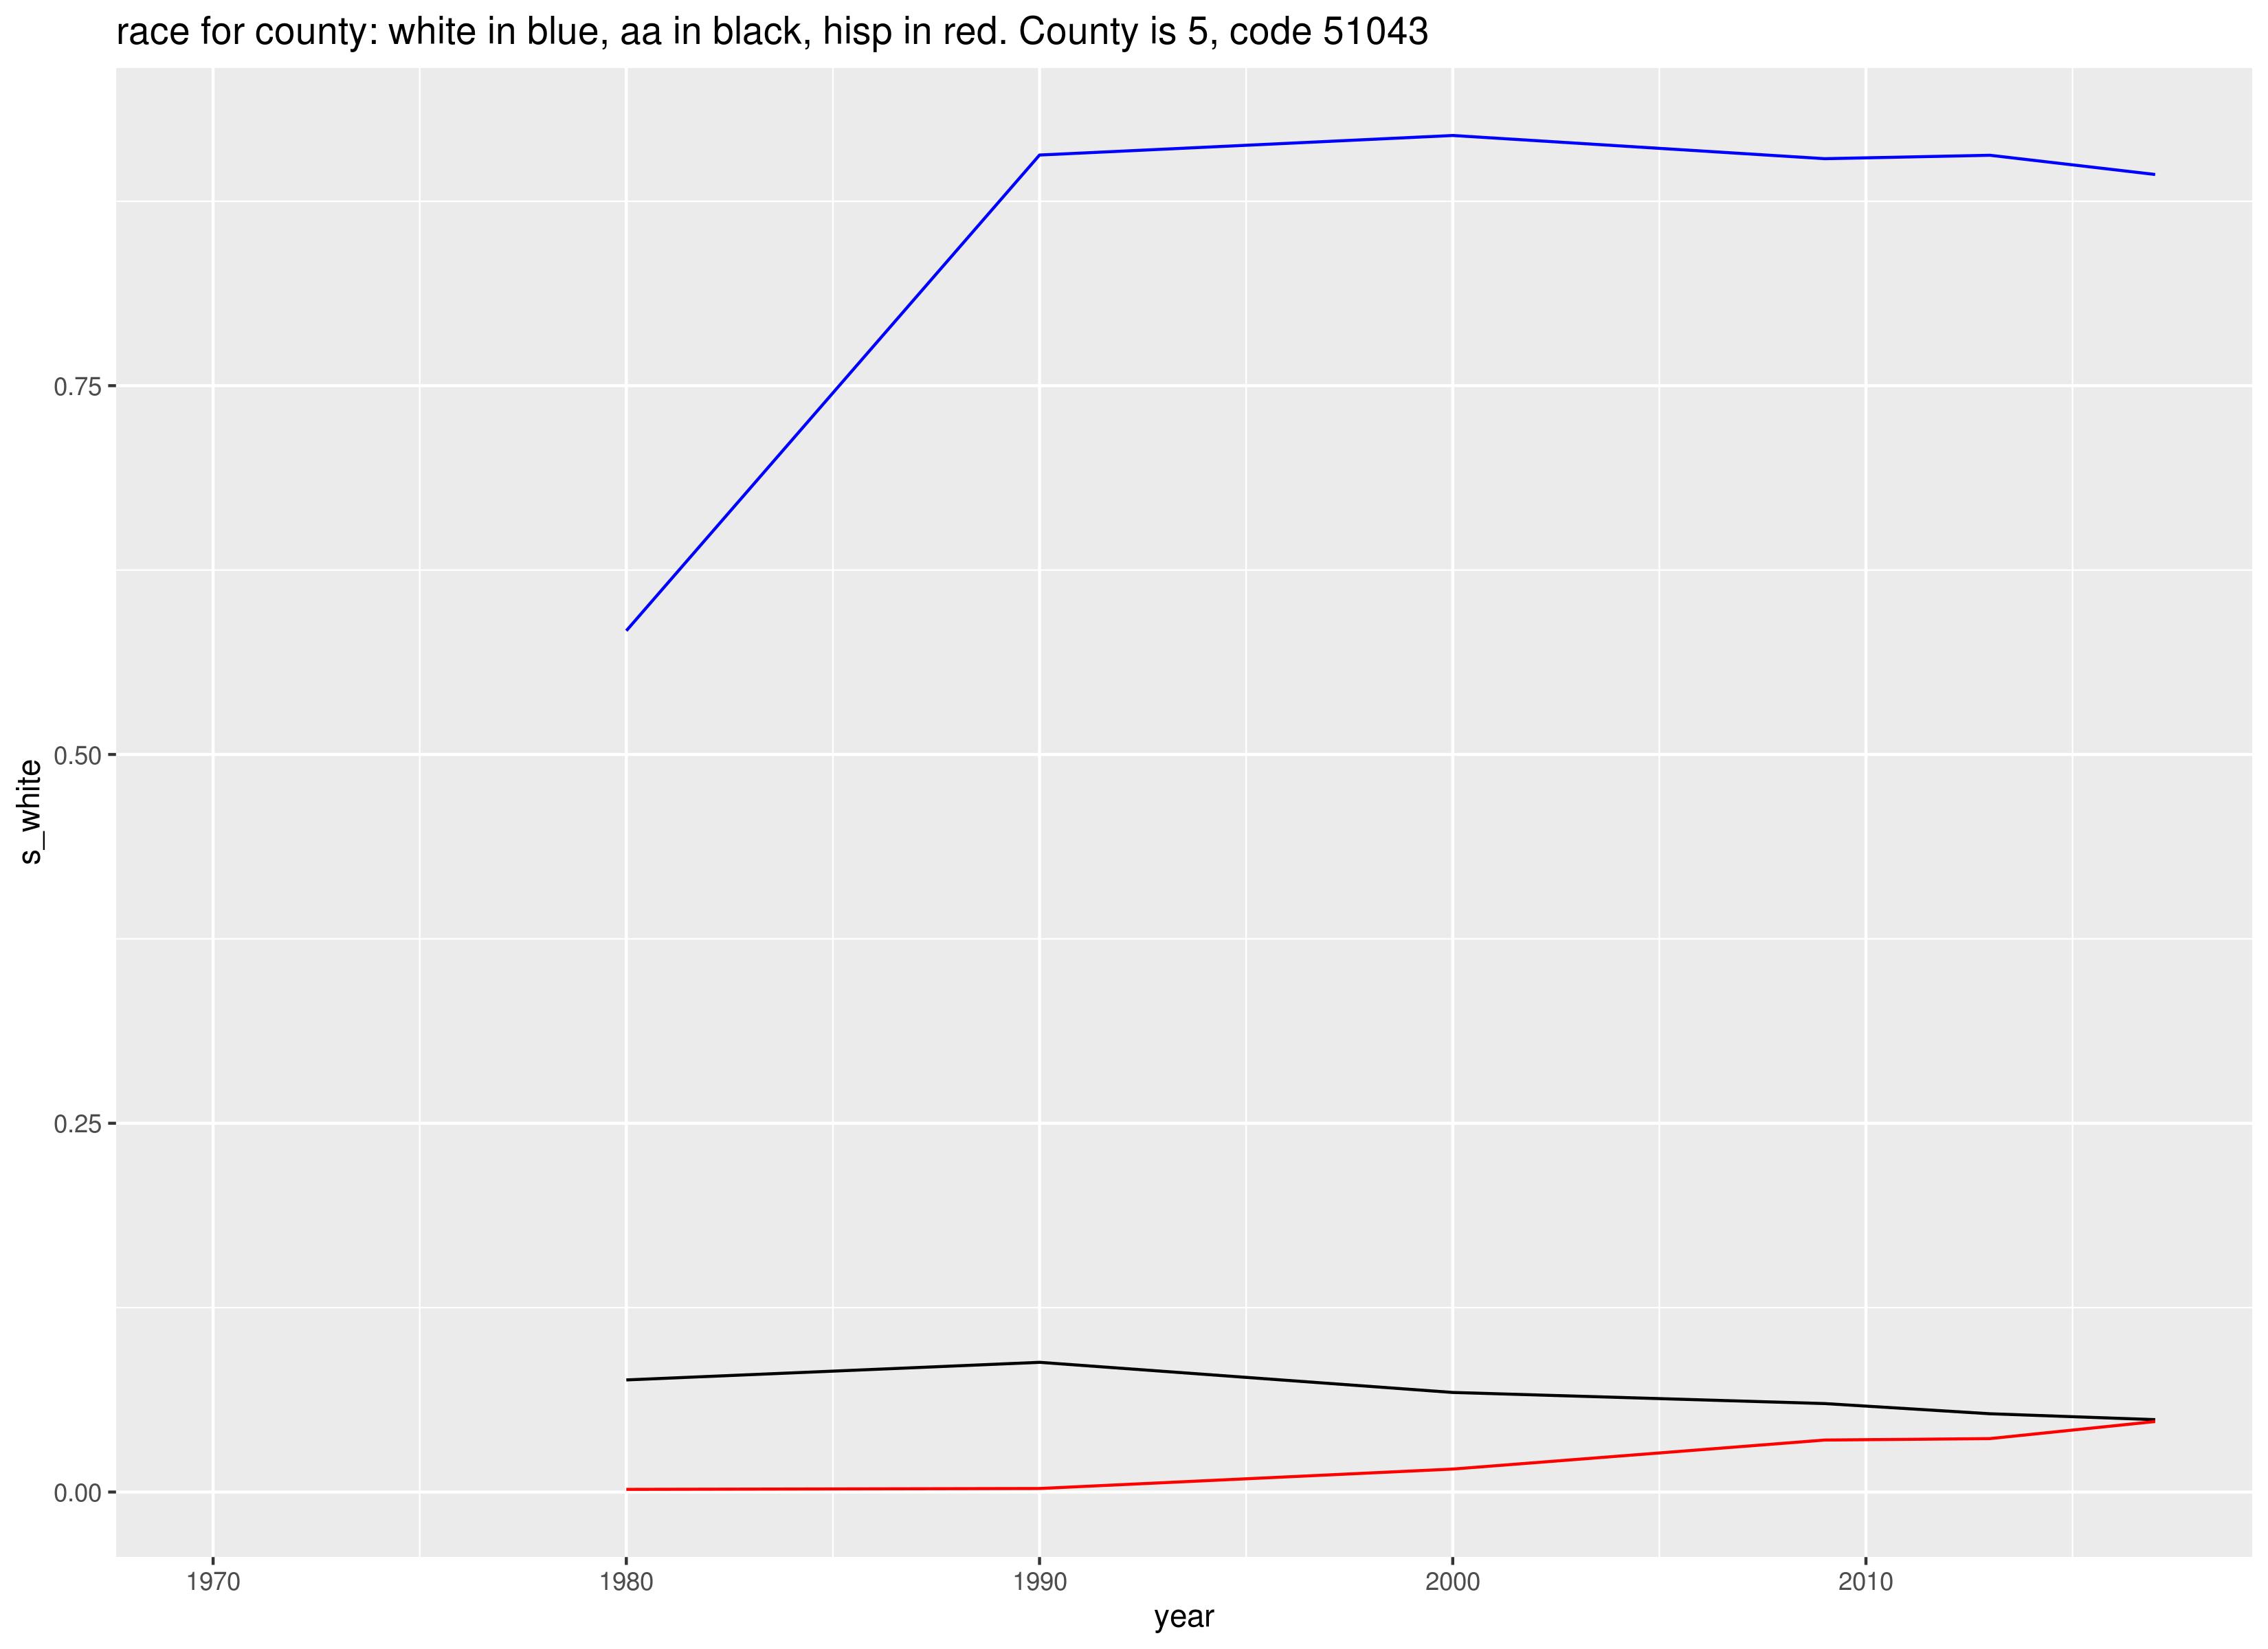 race for county: white in blue, aa in black, hisp in red. County is 5, code 51043
0.75
0.50
0.25
0.00
s_white
1970 1980 1990 2000 2010
year